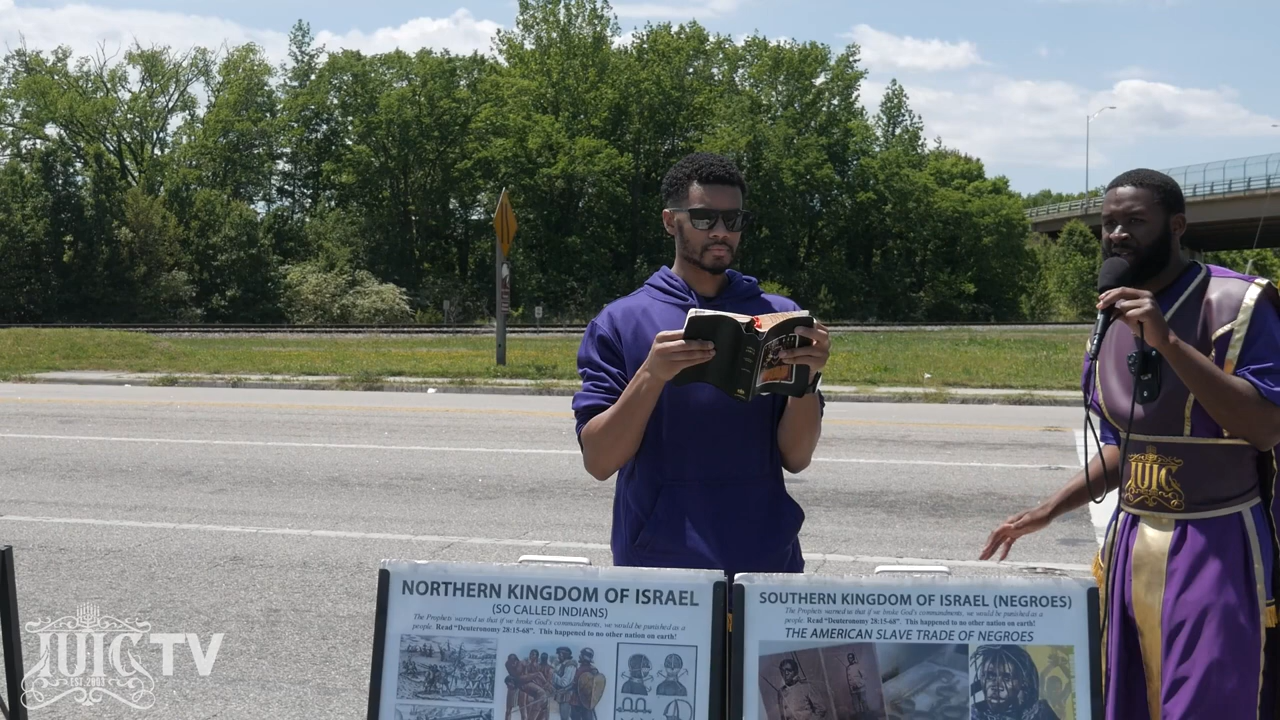 NORTHERN KINGDOM OF ISRAEL
(SO CALLED INDIANS)
The Prophets warned us that if we broke God's commandments, we would be punished as a
people. Read "Deuteronomy 28:15-68". This happened to no other nation on earth!
SOUTHERN KINGDOM OF ISRAEL (NEGROES)
The Prophets warned us that if we broke God's commandments, we would be punished as a
people. Read "Deuteronomy 28:15-68". This happened to no other nation on earth!
THE AMERICAN SLAVE TRADE OF NEGROES
IUIC
IUIC TV
EST. 2003